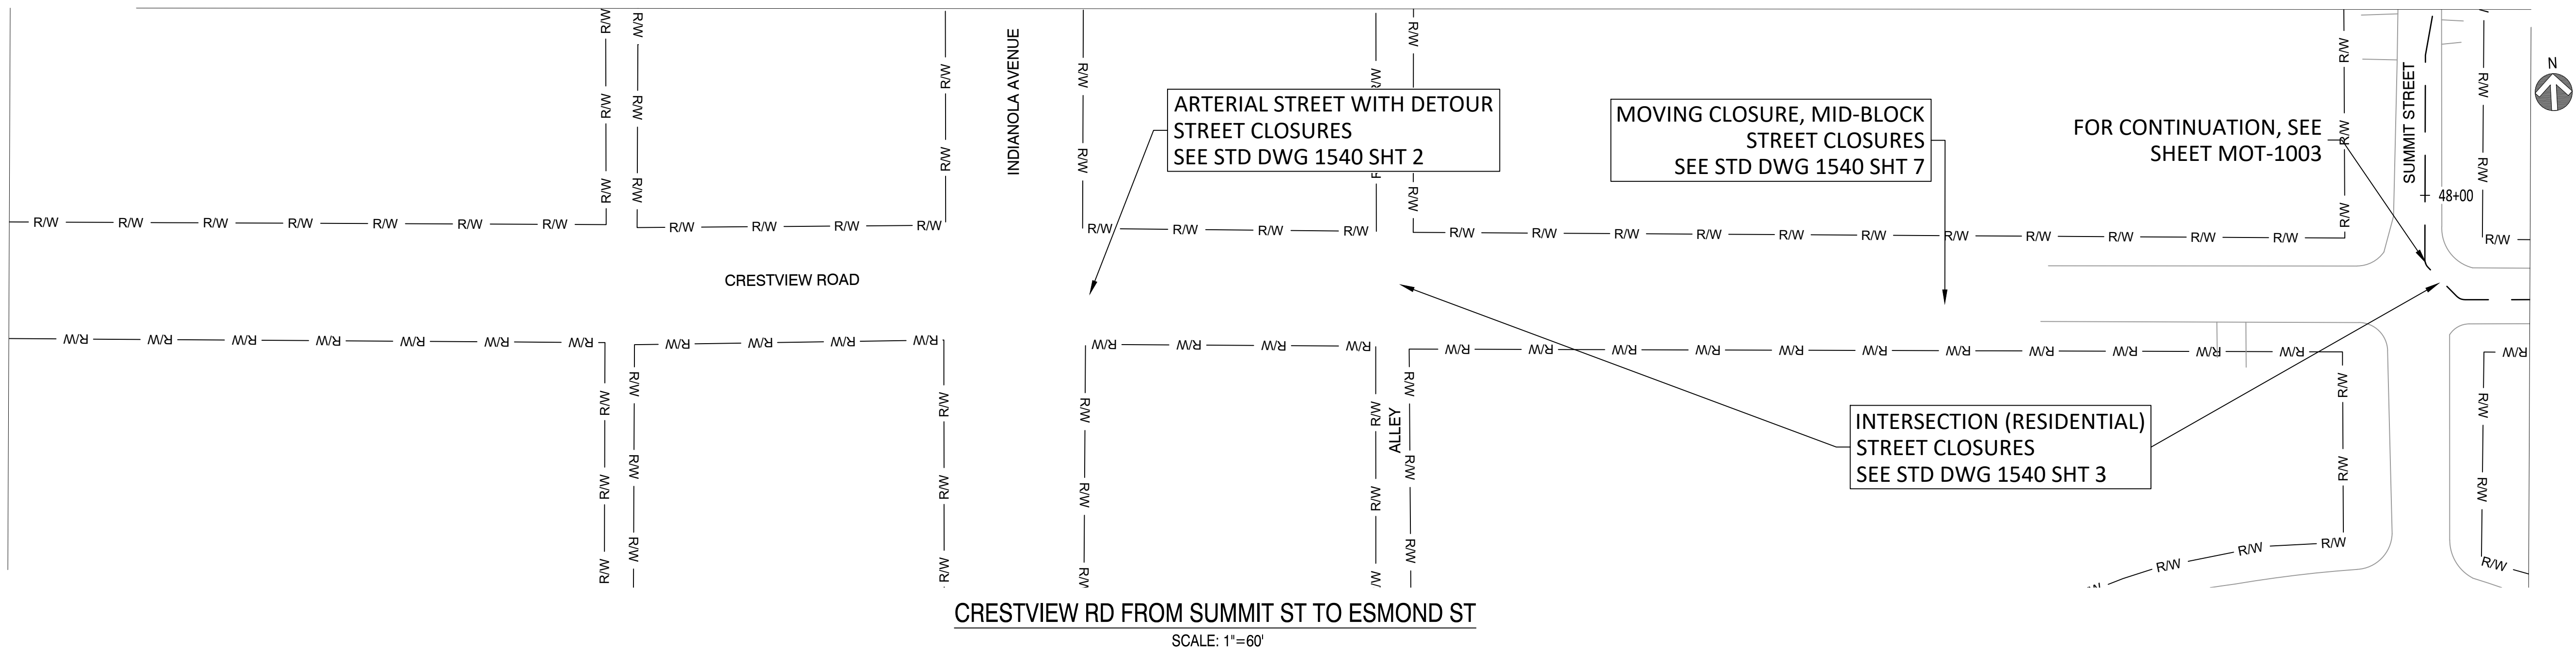 INDIANOLA AVENUE
ARTERIAL STREET WITH DETOUR
STREET CLOSURES
SEE STD DWG 1540 SHT 2
MOVING CLOSURE, MID-BLOCK
STREET CLOSURES
SEE STD DWG 1540 SHT 7
FOR CONTINUATION, SEE
SHEET MOT-1003
SUMMIT STREET
N
48+00
R/W R/W R/W R/W
R/W R/W R/W
R/W R/W R/W
R/W R/W
R/W R/W
R/W R/W
R/W R/W R/W
R/W R/W
R/W R/W R/W R/W R/W R/W R/W
R/W R/W R/W R/W
R/W R/W R/W R/W
R/W R/W R/W R/W R/W R/W R/W R/W R/W R/W R/W
R/W
CRESTVIEW ROAD
R/W R/W R/W R/W R/W R/W R/W
R/W R/W R/W R/W
R/W R/W R/W R/W
R/W R/W R/W R/W R/W R/W R/W R/W R/W R/W R/W
R/W
R/W R/W R/W
R/W R/W R/W
R/W R/W
R/W R/W R/W
R/W R/W R/W
ALLEY
R/W R/W R/W
INTERSECTION (RESIDENTIAL)
STREET CLOSURES
SEE STD DWG 1540 SHT 3
R/W R/W
R/W R/W R/W
R/W R/W R/W
CRESTVIEW RD FROM SUMMIT ST TO ESMOND ST
SCALE: 1"=60'